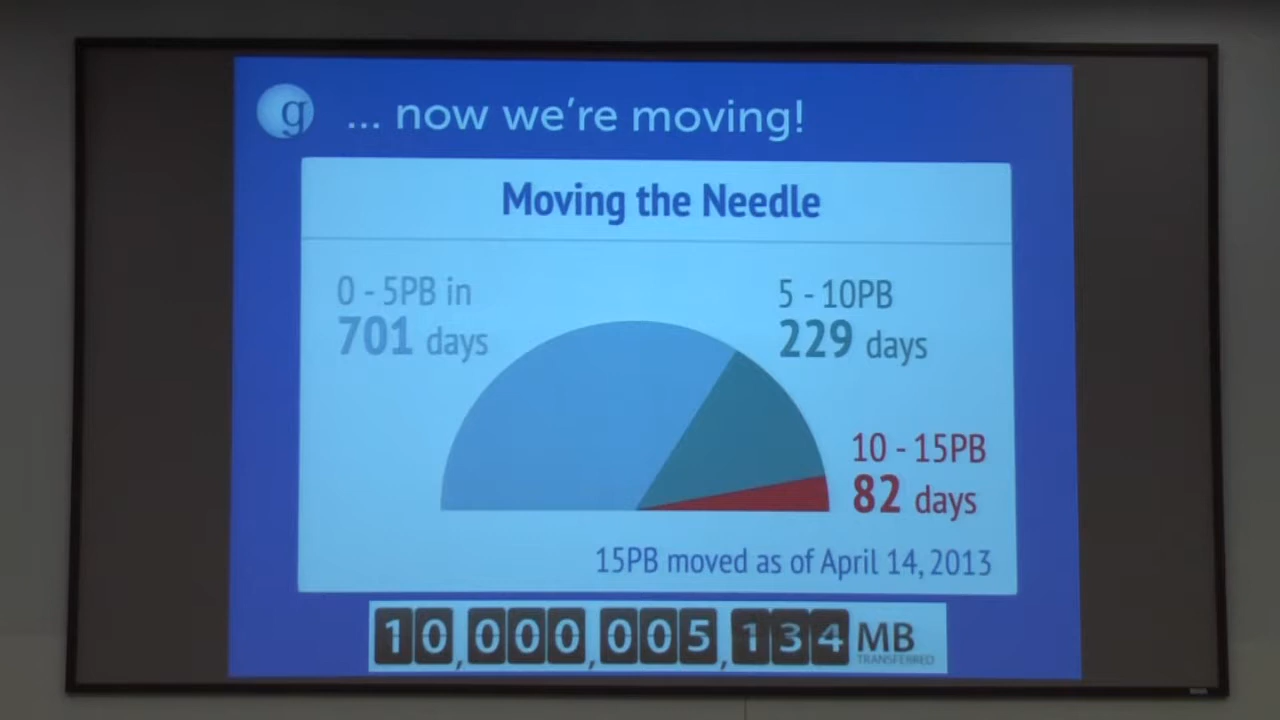 g
... now we're moving!
Moving the Needle
0 - 5PB in
701 days
5 - 10PB
229 days
10 - 15PB
82 days
15PB moved as of April 14, 2013
10,000,005,134 MB
TRANSFERRED